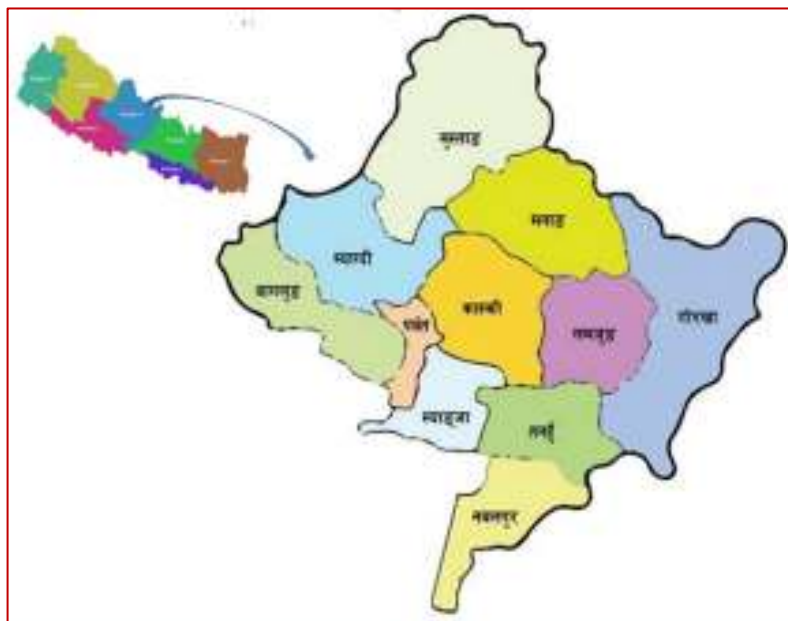 मुस्ताङ
मनाङ
म्याग्दी
बागलुङ
पर्वत
कास्की
लमजुङ
गोरखा
स्याङ्जा
तनहुँ
नवलपुर